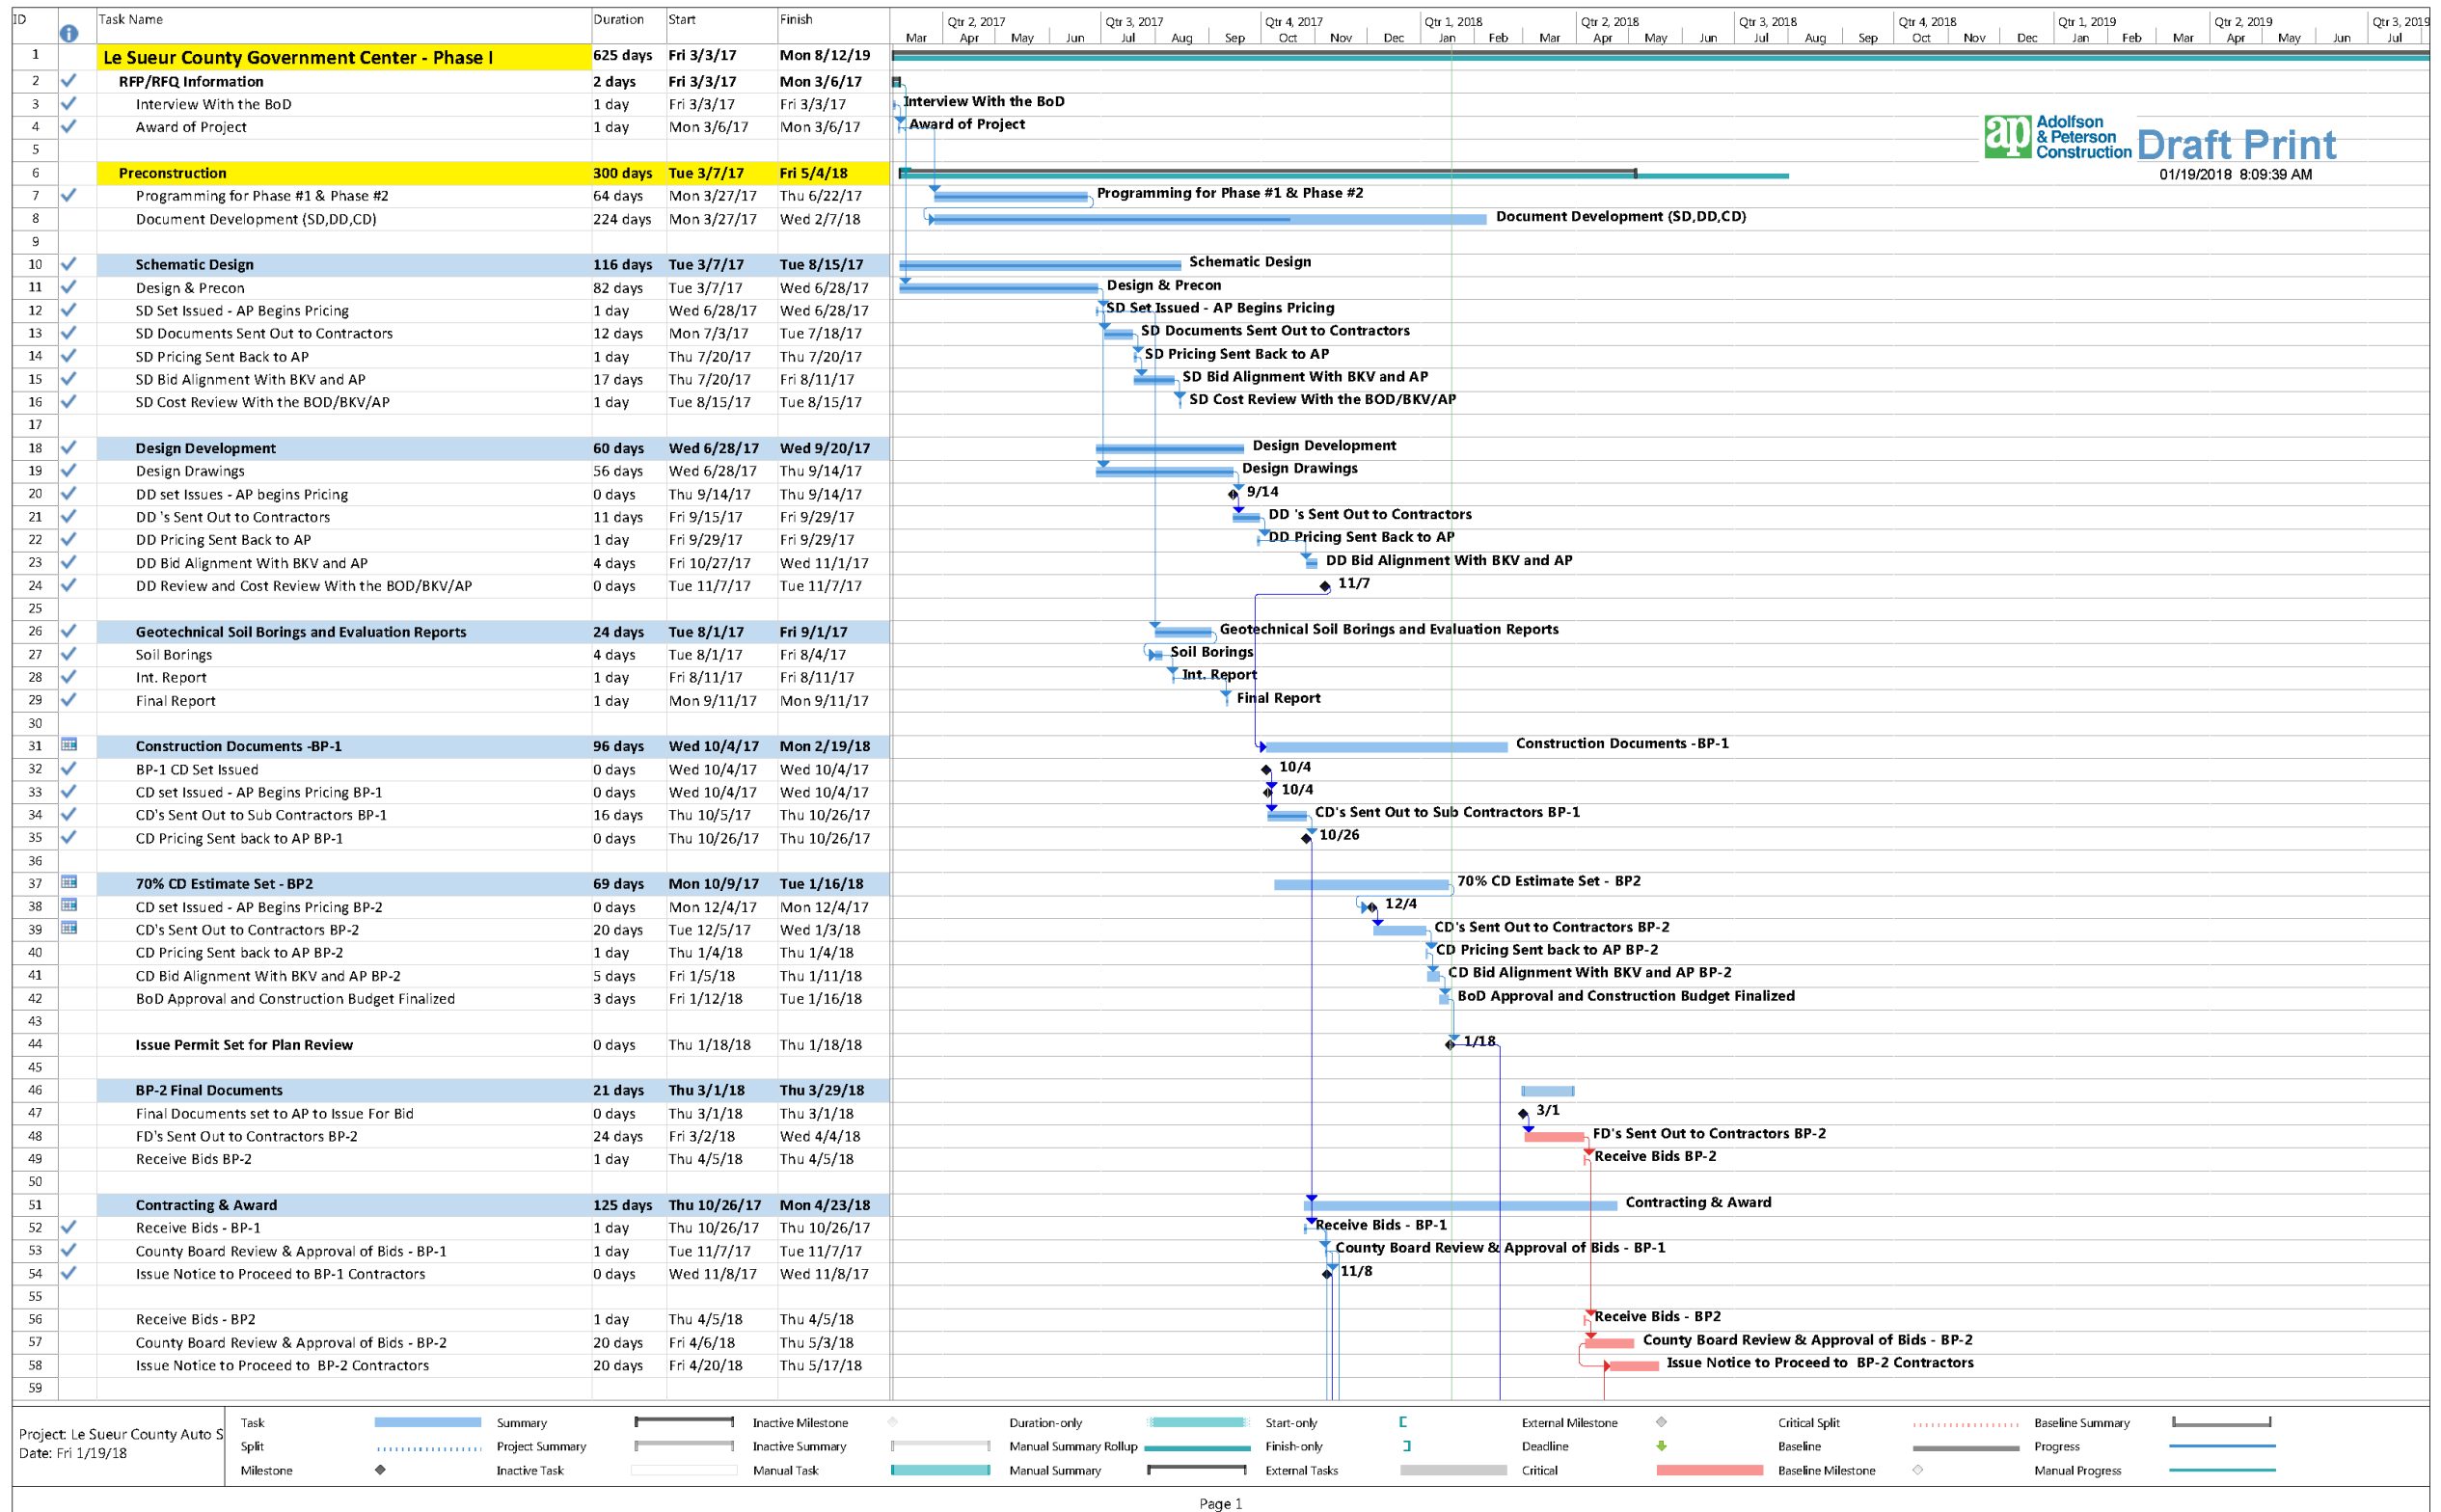 ID Task Name Duration Start Finish Qtr 2, 2017 Qtr 3, 2017 Qtr 4, 2017 Qtr 1, 2018 Qtr 2, 2018 Qtr 3, 2018 Qtr 4, 2018 Qtr 1, 2019 Qtr 2, 2019 Qtr 3, 2019
Mar Apr May Jun Jul Aug Sep Oct Nov Dec Jan Feb Mar Apr May Jun Jul Aug Sep Oct Nov Dec Jan Feb Mar Apr May Jun Jul
1 Le Sueur County Government Center - Phase I 625 days Fri 3/3/17 Mon 8/12/19
2 RFP/RFQ Information 2 days Fri 3/3/17 Mon 3/6/17
3 Interview With the BoD 1 day Fri 3/3/17 Fri 3/3/17 Interview With the BoD
4 Award of Project 1 day Mon 3/6/17 Mon 3/6/17 Award of Project
ap Adolfson
& Peterson
Construction
Draft Print
01/19/2018 8:09:39 AM
5
6 Preconstruction 300 days Tue 3/7/17 Fri 5/4/18
7 Programming for Phase #1 & Phase #2 64 days Mon 3/27/17 Thu 6/22/17 Programming for Phase #1 & Phase #2
8 Document Development (SD,DD,CD) 224 days Mon 3/27/17 Wed 2/7/18 Document Development (SD,DD,CD)
9
10 Schematic Design 116 days Tue 3/7/17 Tue 8/15/17 Schematic Design
11 Design & Precon 82 days Tue 3/7/17 Wed 6/28/17 Design & Precon
12 SD Set Issued - AP Begins Pricing 1 day Wed 6/28/17 Wed 6/28/17 SD Set Issued - AP Begins Pricing
13 SD Documents Sent Out to Contractors 12 days Mon 7/3/17 Tue 7/18/17 SD Documents Sent Out to Contractors
14 SD Pricing Sent Back to AP 1 day Thu 7/20/17 Thu 7/20/17 SD Pricing Sent Back to AP
15 SD Bid Alignment With BKV and AP 17 days Thu 7/20/17 Fri 8/11/17 SD Bid Alignment With BKV and AP
16 SD Cost Review With the BOD/BKV/AP 1 day Tue 8/15/17 Tue 8/15/17 SD Cost Review With the BOD/BKV/AP
17
18 Design Development 60 days Wed 6/28/17 Wed 9/20/17 Design Development
19 Design Drawings 56 days Wed 6/28/17 Thu 9/14/17 Design Drawings
20 DD set Issues - AP begins Pricing 0 days Thu 9/14/17 Thu 9/14/17 9/14
21 DD 's Sent Out to Contractors 11 days Fri 9/15/17 Fri 9/29/17 DD 's Sent Out to Contractors
22 DD Pricing Sent Back to AP 1 day Fri 9/29/17 Fri 9/29/17 DD Pricing Sent Back to AP
23 DD Bid Alignment With BKV and AP 4 days Fri 10/27/17 Wed 11/1/17 DD Bid Alignment With BKV and AP
24 DD Review and Cost Review With the BOD/BKV/AP 0 days Tue 11/7/17 Tue 11/7/17 11/7
25
26 Geotechnical Soil Borings and Evaluation Reports 24 days Tue 8/1/17 Fri 9/1/17 Geotechnical Soil Borings and Evaluation Reports
27 Soil Borings 4 days Tue 8/1/17 Fri 8/4/17 Soil Borings
28 Int. Report 1 day Fri 8/11/17 Fri 8/11/17 Int. Report
29 Final Report 1 day Mon 9/11/17 Mon 9/11/17 Final Report
30
31 Construction Documents -BP-1 96 days Wed 10/4/17 Mon 2/19/18 Construction Documents -BP-1
32 BP-1 CD Set Issued 0 days Wed 10/4/17 Wed 10/4/17 10/4
33 CD set Issued - AP Begins Pricing BP-1 0 days Wed 10/4/17 Wed 10/4/17 10/4
34 CD's Sent Out to Sub Contractors BP-1 16 days Thu 10/5/17 Thu 10/26/17 CD's Sent Out to Sub Contractors BP-1
35 CD Pricing Sent back to AP BP-1 0 days Thu 10/26/17 Thu 10/26/17 10/26
36
37 70% CD Estimate Set - BP2 69 days Mon 10/9/17 Tue 1/16/18 70% CD Estimate Set - BP2
38 CD set Issued - AP Begins Pricing BP-2 0 days Mon 12/4/17 Mon 12/4/17 12/4
39 CD's Sent Out to Contractors BP-2 20 days Tue 12/5/17 Wed 1/3/18 CD's Sent Out to Contractors BP-2
40 CD Pricing Sent back to AP BP-2 1 day Thu 1/4/18 Thu 1/4/18 CD Pricing Sent back to AP BP-2
41 CD Bid Alignment With BKV and AP BP-2 5 days Fri 1/5/18 Thu 1/11/18 CD Bid Alignment With BKV and AP BP-2
42 BoD Approval and Construction Budget Finalized 3 days Fri 1/12/18 Tue 1/16/18 BoD Approval and Construction Budget Finalized
43
44 Issue Permit Set for Plan Review 0 days Thu 1/18/18 Thu 1/18/18 1/18
45
46 BP-2 Final Documents 21 days Thu 3/1/18 Thu 3/29/18
47 Final Documents set to AP to Issue For Bid 0 days Thu 3/1/18 Thu 3/1/18 3/1
48 FD's Sent Out to Contractors BP-2 24 days Fri 3/2/18 Wed 4/4/18 FD's Sent Out to Contractors BP-2
49 Receive Bids BP-2 1 day Thu 4/5/18 Thu 4/5/18 Receive Bids BP-2
50
51 Contracting & Award 125 days Thu 10/26/17 Mon 4/23/18 Contracting & Award
52 Receive Bids - BP-1 1 day Thu 10/26/17 Thu 10/26/17 Receive Bids - BP-1
53 County Board Review & Approval of Bids - BP-1 1 day Tue 11/7/17 Tue 11/7/17 County Board Review & Approval of Bids - BP-1
54 Issue Notice to Proceed to BP-1 Contractors 0 days Wed 11/8/17 Wed 11/8/17 11/8
55
56 Receive Bids - BP2 1 day Thu 4/5/18 Thu 4/5/18 Receive Bids - BP2
57 County Board Review & Approval of Bids - BP-2 20 days Fri 4/6/18 Thu 5/3/18 County Board Review & Approval of Bids - BP-2
58 Issue Notice to Proceed to BP-2 Contractors 20 days Fri 4/20/18 Thu 5/17/18 Issue Notice to Proceed to BP-2 Contractors
59
Project: Le Sueur County Auto S
Date: Fri 1/19/18
Task Summary Inactive Milestone Duration-only Start-only External Milestone Critical Split Baseline Summary
Split Project Summary Inactive Summary Manual Summary Rollup Finish-only Deadline Baseline Progress
Milestone Inactive Task Manual Task Manual Summary External Tasks Critical Baseline Milestone Manual Progress
Page 1